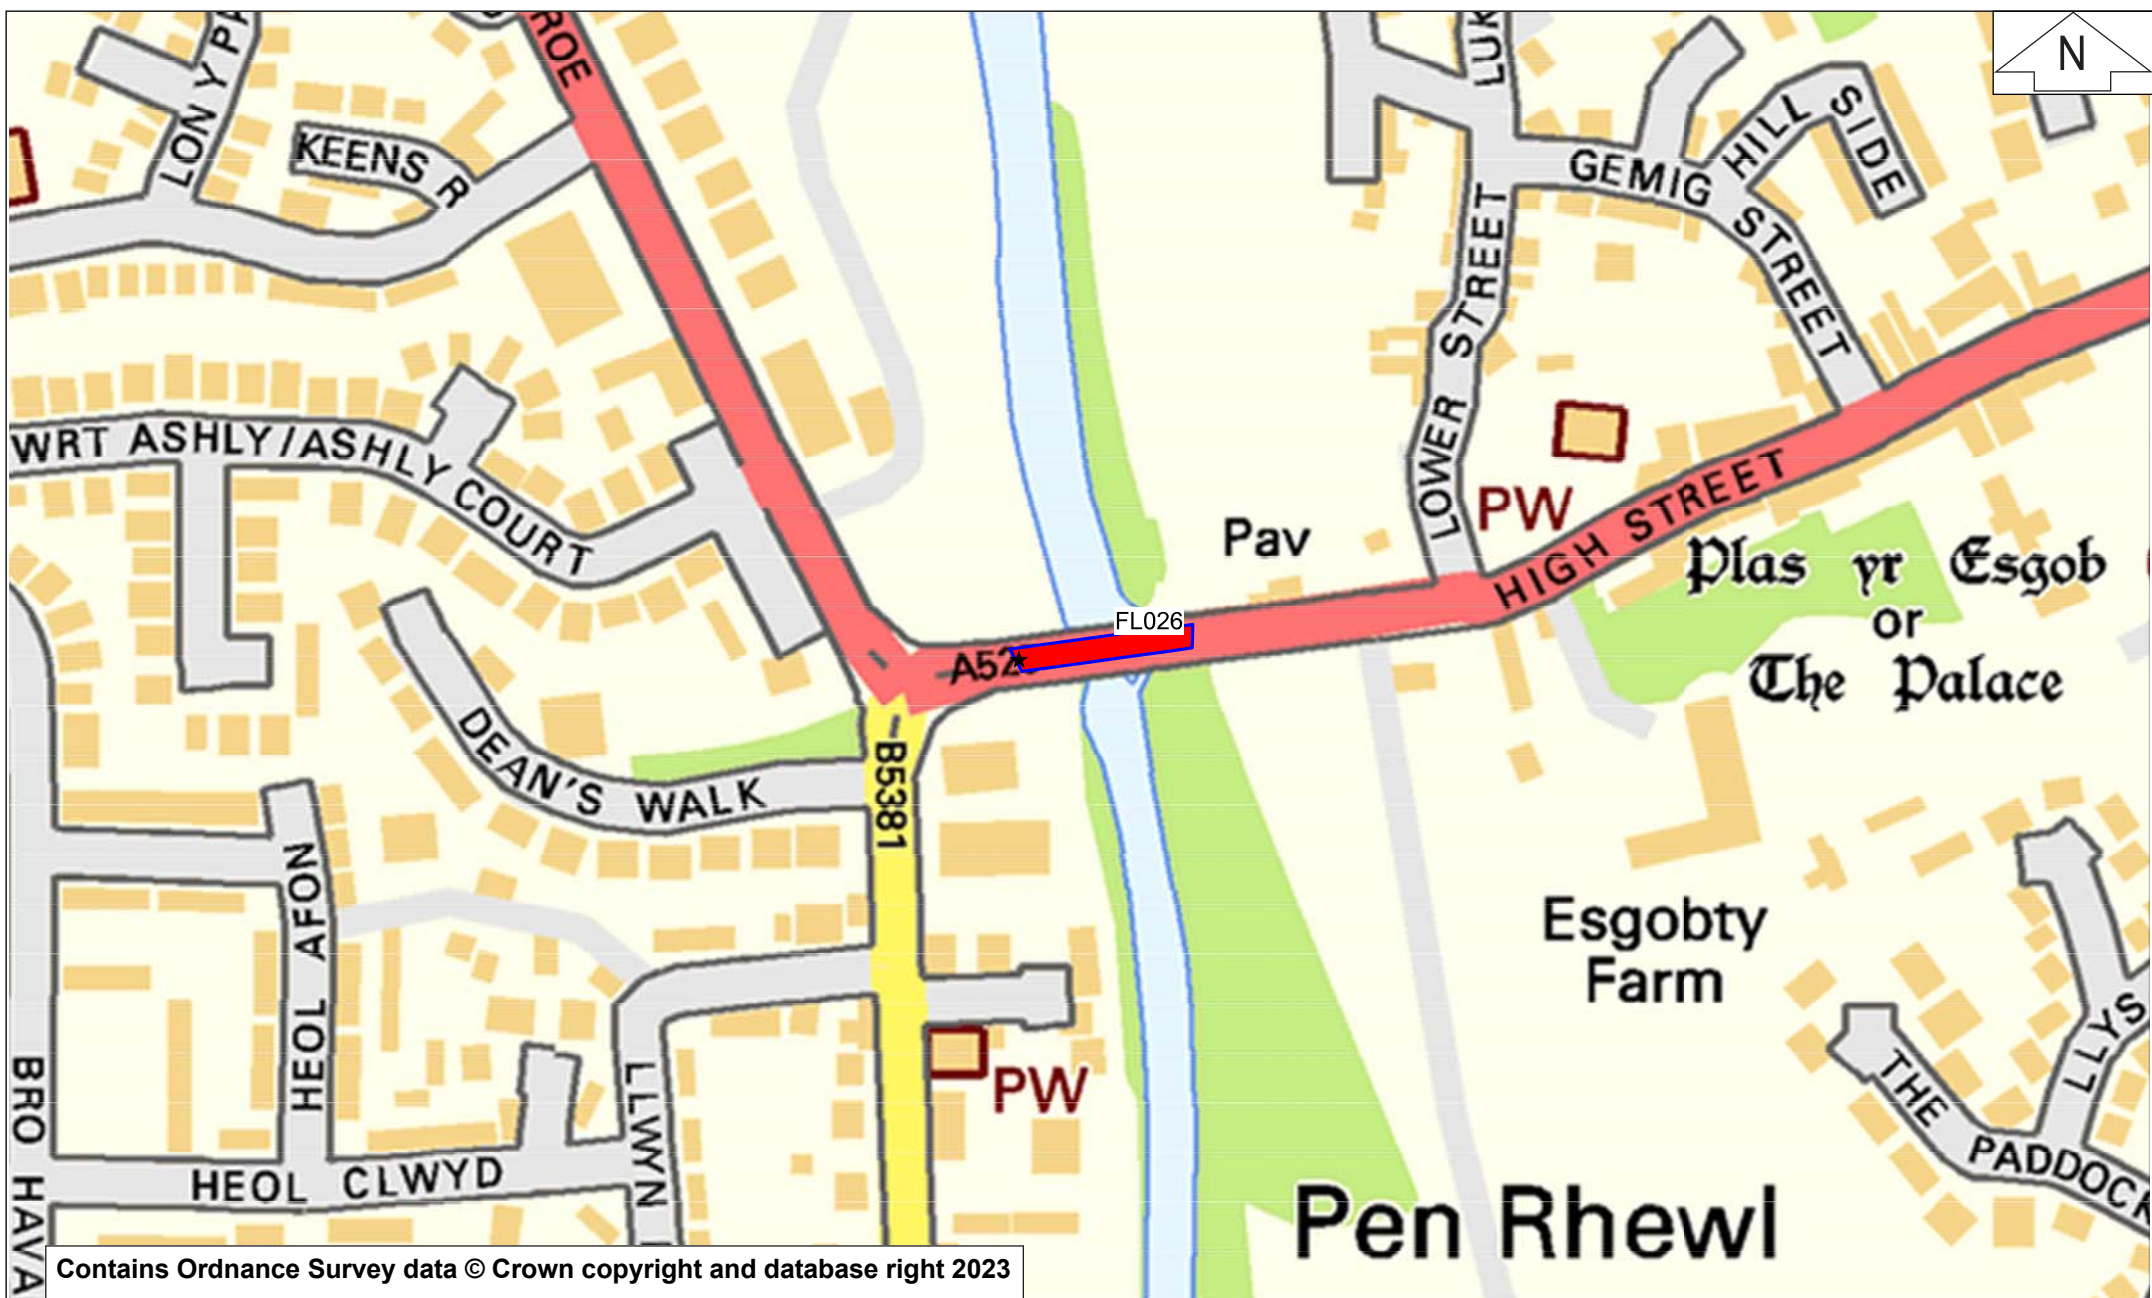 N
ROE
LON Y P
KEENS R
LUK
GEMIG STREET
HILL SIDE
LOWER STREET
WRT ASHLY/ASHLY COURT
PW
HIGH STREET
Pav
Plas yr Esgob
or
The Palace
FL026
A52
DEAN'S WALK
B5381
HEOL AFON
Esgobty
Farm
PW
LLYS
THE PADDOCK
BRO HAVA
HEOL CLWYD
LLWYN
Pen Rhewl
Contains Ordnance Survey data © Crown copyright and database right 2023